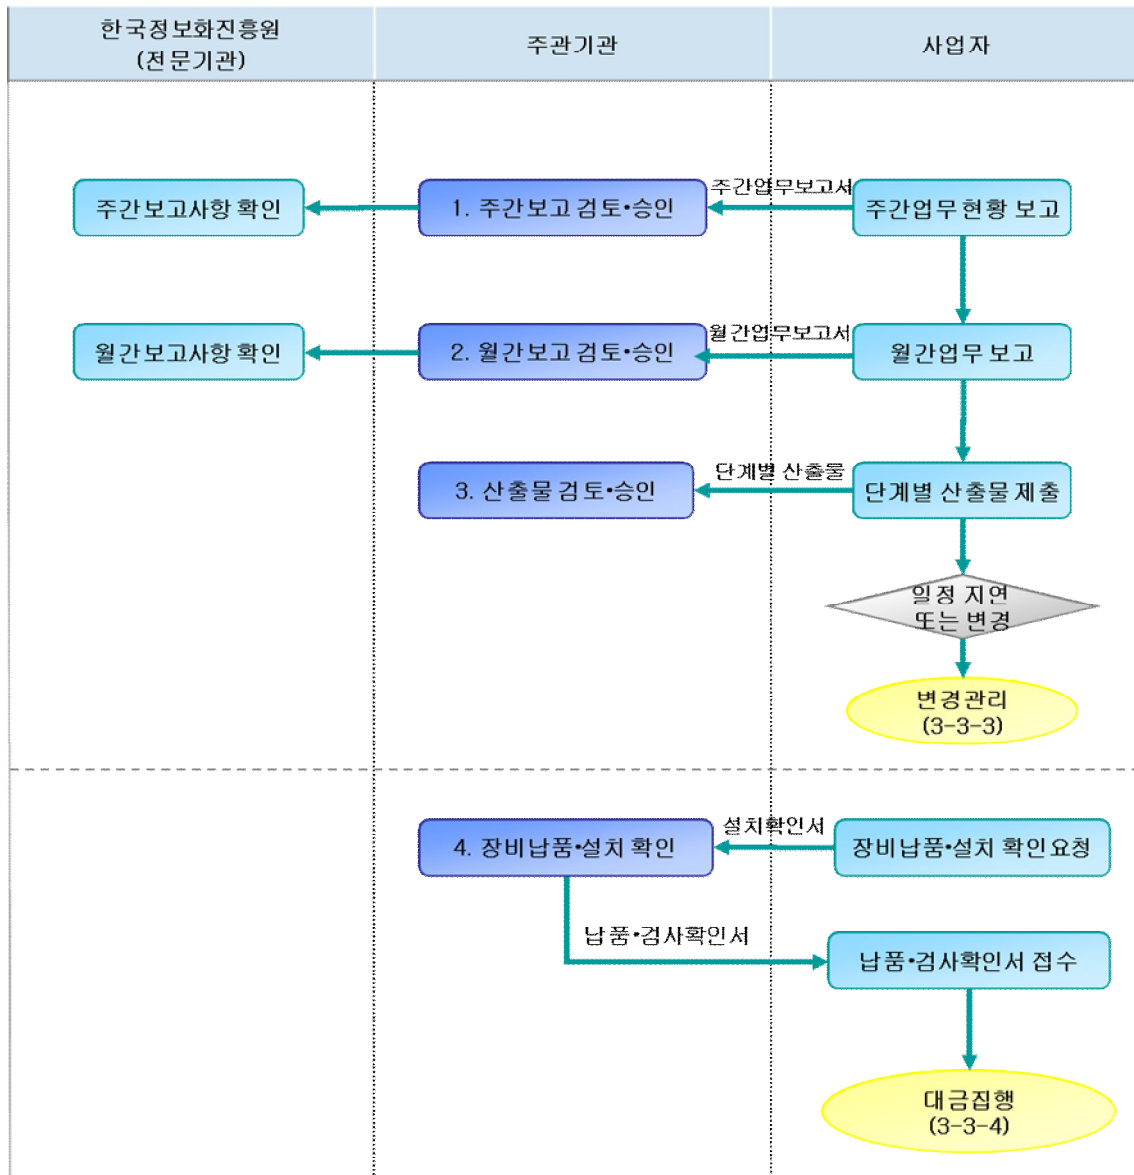 한국정보화진흥원
(전문기관)
주관기관
사업자
주간업무보고서
주간보고사항 확인
1. 주간보고 검토•승인
주간업무 현황 보고
월간업무보고서
월간보고사항 확인
2. 월간보고 검토•승인
월간업무 보고
단계별 산출물
3. 산출물 검토•승인
단계별 산출물 제출
일정 지연
또는 변경
변경관리
(3-3-3)
설치확인서
4. 장비납품•설치 확인
장비납품•설치 확인요청
납품•검사확인서
납품•검사확인서 접수
대금집행
(3-3-4)